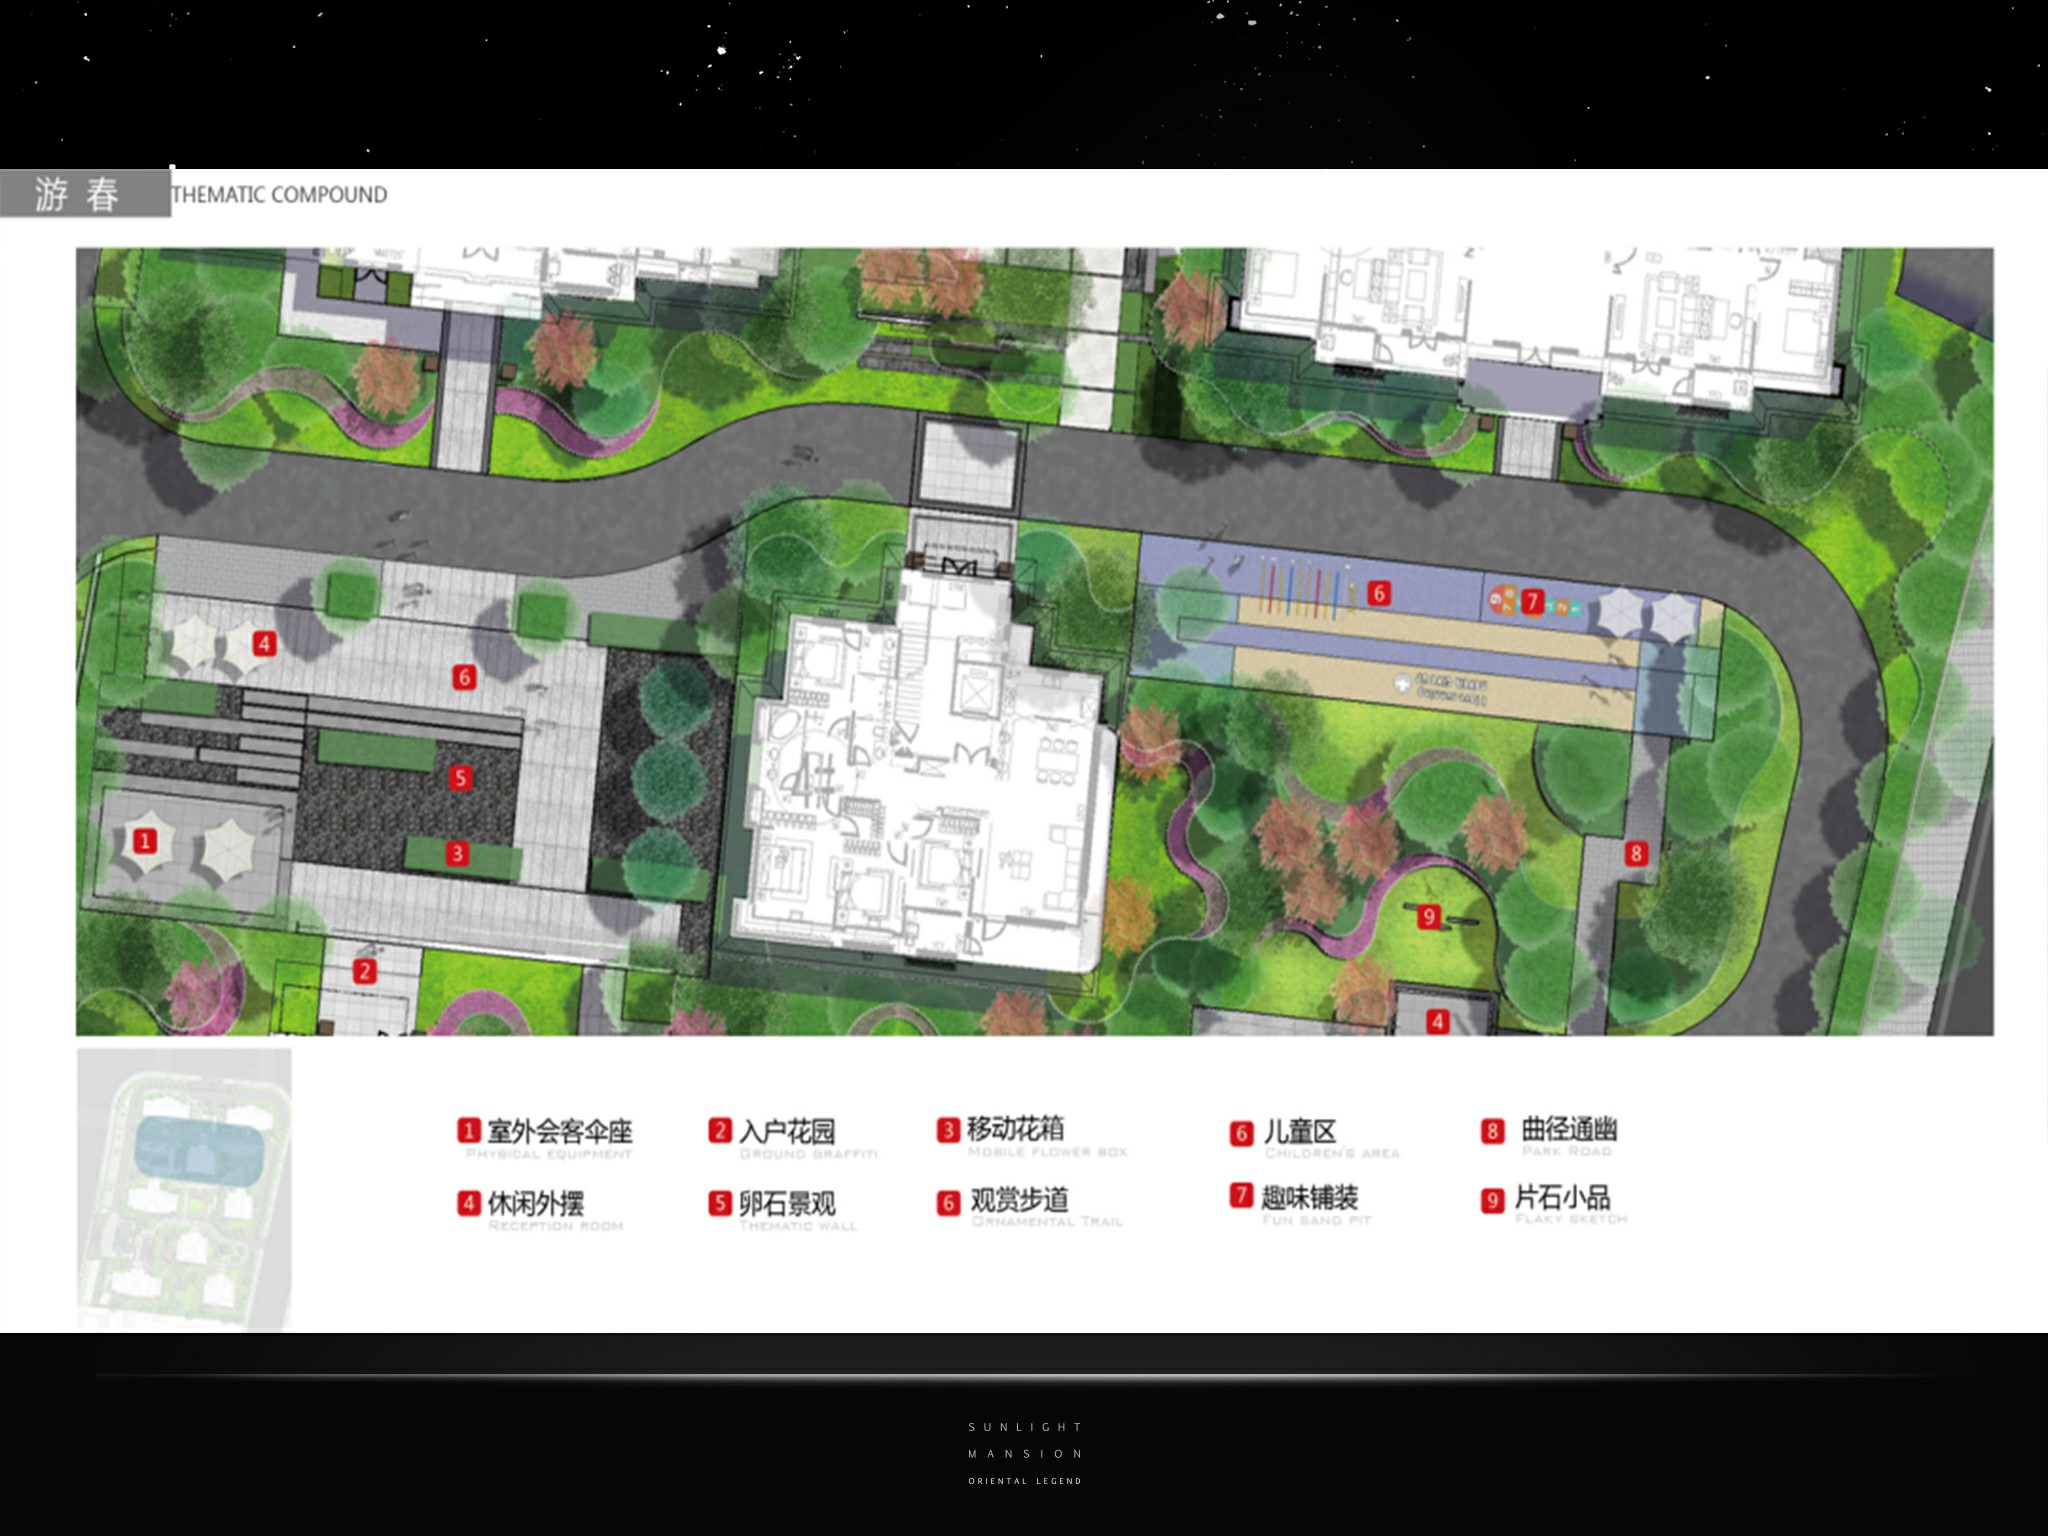 游春
THEMATIC COMPOUND
6
7
4
6
5
1
3
8
9
2
4
1 室外会客伞座
PHYSICAL EQUIPMENT
2 入户花园
GROUND GRAFFITI
3 移动花箱
MOBILE FLOWER BOX
6 儿童区
CHILDREN'S AREA
8 曲径通幽
PARK ROAD
4 休闲外摆
RECEPTION ROOM
5 卵石景观
THEMATIC WALL
6 观赏步道
ORNAMENTAL TRAIL
7 趣味铺装
FUN SAND PIT
9 片石小品
FLAKY SKETCH
SUNLIGHT
MANSION
ORIENTAL LEGEND